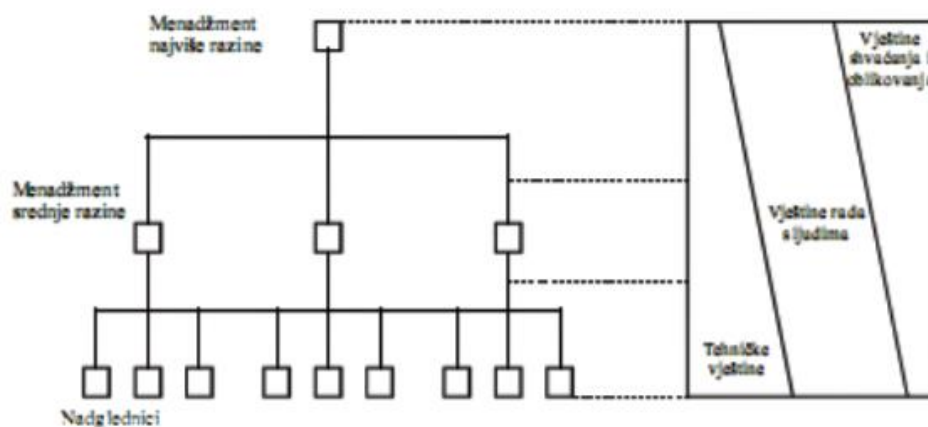 Menadžment
najviše razine
Vještine
shvaćanja i
oblikovanja
Menadžment
srednje razine
Vještine rada
s ljudima
Tehničke
vještine
Nadglednici